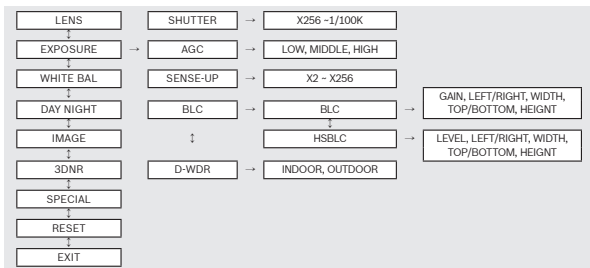 LENS SHUTTER → X256 ~1/100K
↕
EXPOSURE → AGC → LOW, MIDDLE, HIGH
↕
WHITE BAL SENSE-UP → X2 ~ X256
↕
DAY NIGHT BLC → BLC → GAIN, LEFT/RIGHT, WIDTH,
TOP/BOTTOM, HEIGNT
↕ ↕
IMAGE ↕ HSBLC → LEVEL, LEFT/RIGHT, WIDTH,
TOP/BOTTOM, HEIGNT
↕
3DNR D-WDR → INDOOR, OUTDOOR
↕
SPECIAL
↕
RESET
↕
EXIT